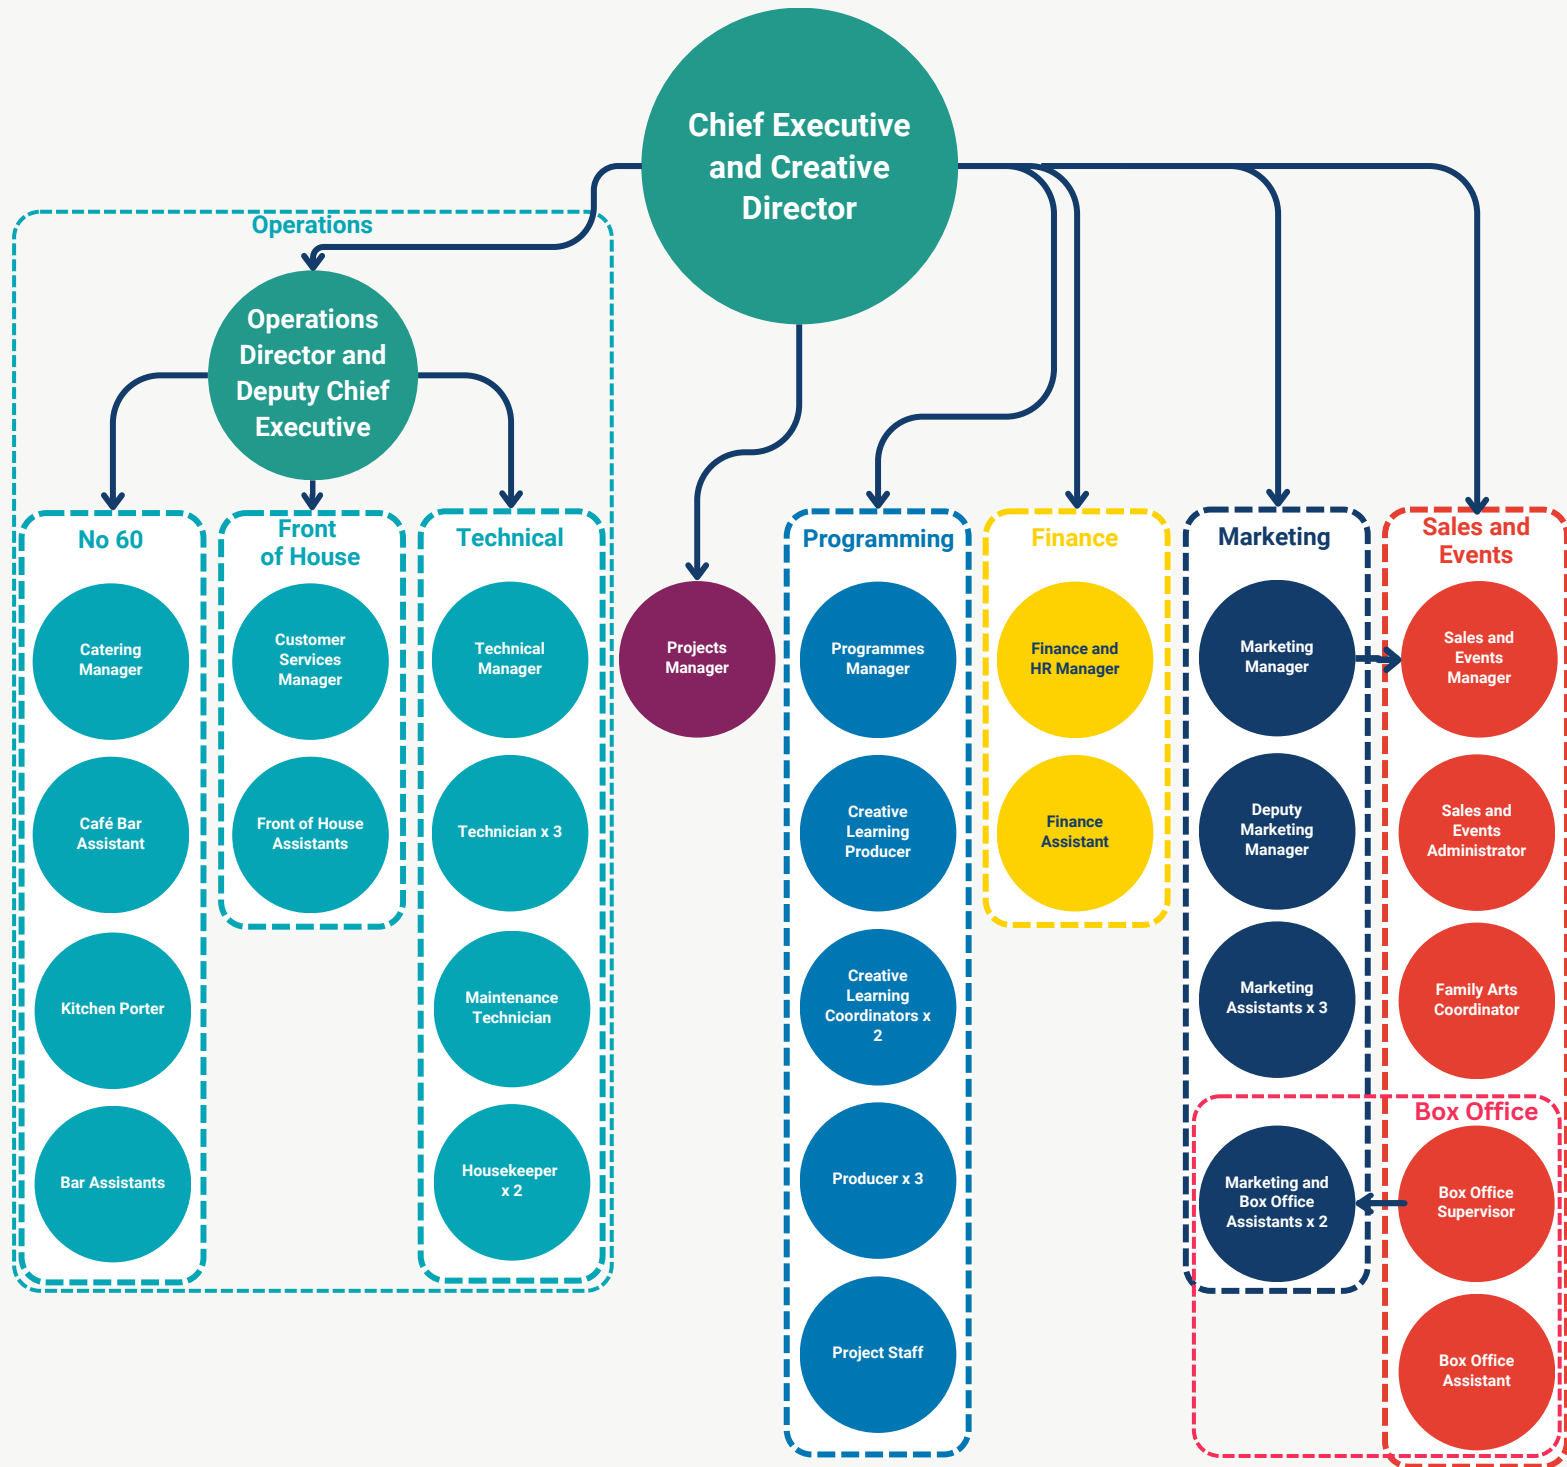 Chief Executive
and Creative
Director
Operations
Operations
Director and
Deputy Chief
Executive
No 60
Catering
Manager
Café Bar
Assistant
Kitchen Porter
Bar Assistants
Front
of House
Customer
Services
Manager
Front of House
Assistants
Technical
Technical
Manager
Technician x 3
Maintenance
Technician
Housekeeper
x 2
Projects
Manager
Programming
Programmes
Manager
Creative
Learning
Producer
Creative
Learning
Coordinators x
2
Producer x 3
Project Staff
Finance
Finance and
HR Manager
Finance
Assistant
Marketing
Marketing
Manager
Deputy
Marketing
Manager
Marketing
Assistants x 3
Marketing and
Box Office
Assistants x 2
Sales and
Events
Sales and
Events
Manager
Sales and
Events
Administrator
Family Arts
Coordinator
Box Office
Box Office
Supervisor
Box Office
Assistant